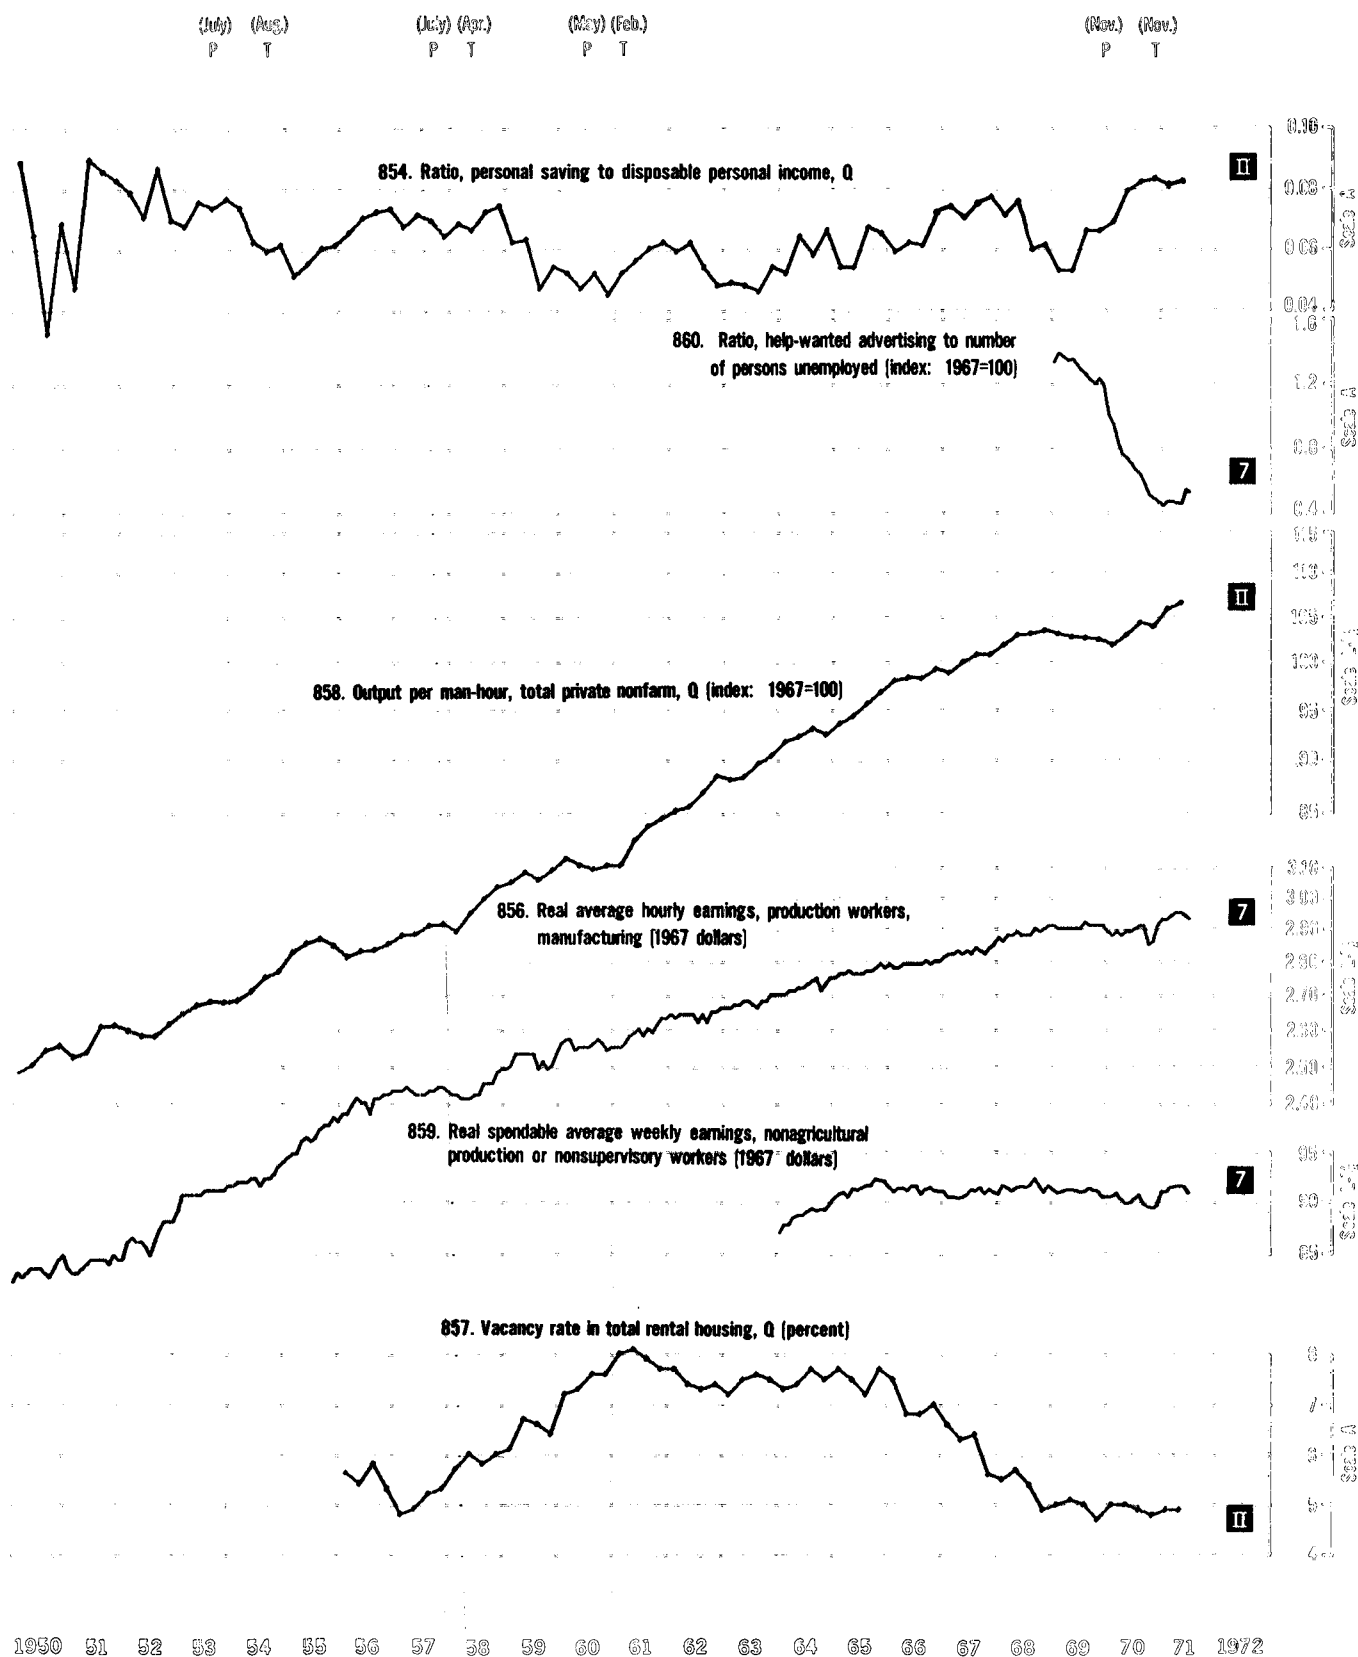 (July) (Aug.) (July) (Apr.) (May) (Feb.) (Nov.) (Nov.)
P T P T P T P T
854. Ratio, personal saving to disposable personal income, Q
II
0.10
0.08
0.06
0.04
860. Ratio, help-wanted advertising to number
of persons unemployed (index: 1967=100)
7
1.6
1.2
0.8
0.4
858. Output per man-hour, total private nonfarm, Q (index: 1967=100)
II
115
110
105
100
95
90
85
856. Real average hourly earnings, production workers,
manufacturing (1967 dollars)
7
3.10
3.00
2.90
2.80
2.70
2.60
2.50
2.40
859. Real spendable average weekly earnings, nonagricultural
production or nonsupervisory workers (1967 dollars)
7
95
90
85
857. Vacancy rate in total rental housing, Q (percent)
II
8
7
6
5
4
1950 51 52 53 54 55 56 57 58 59 60 61 62 63 64 65 66 67 68 69 70 71 1972